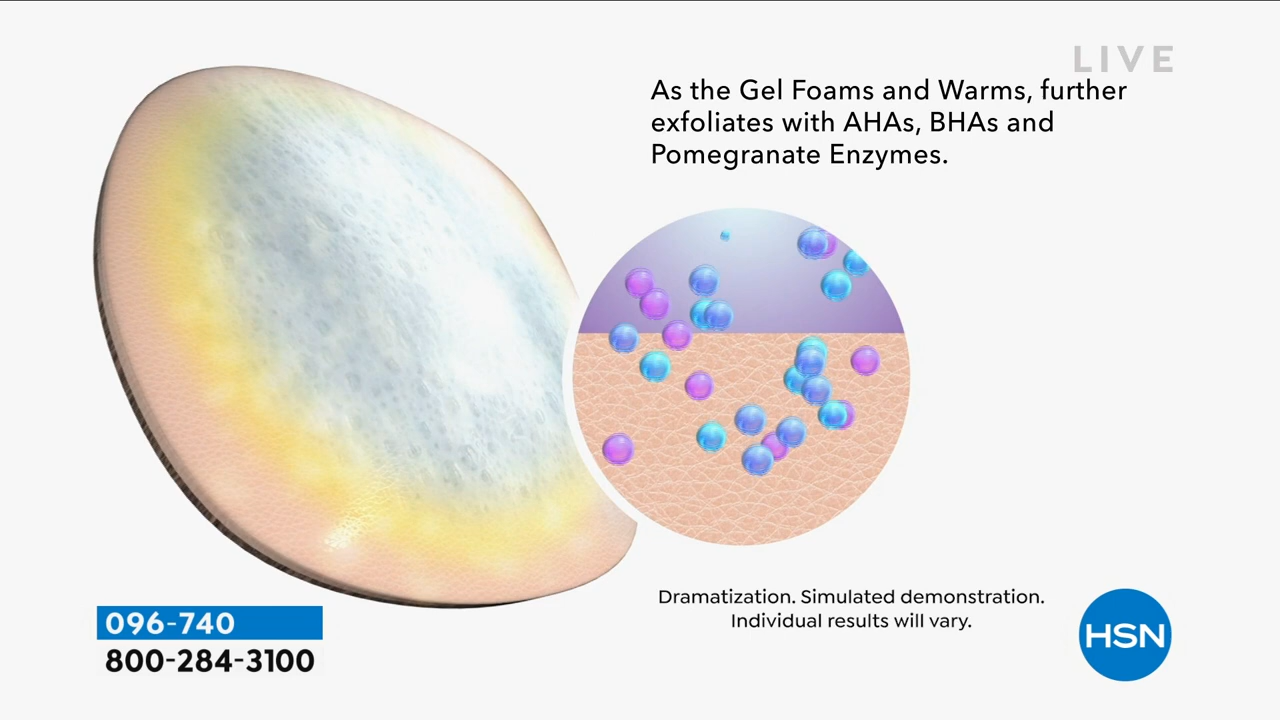 LIVE
As the Gel Foams and Warms, further
exfoliates with AHAs, BHAs and
Pomegranate Enzymes.
Dramatization. Simulated demonstration.
Individual results will vary.
096-740
800-284-3100
HSN